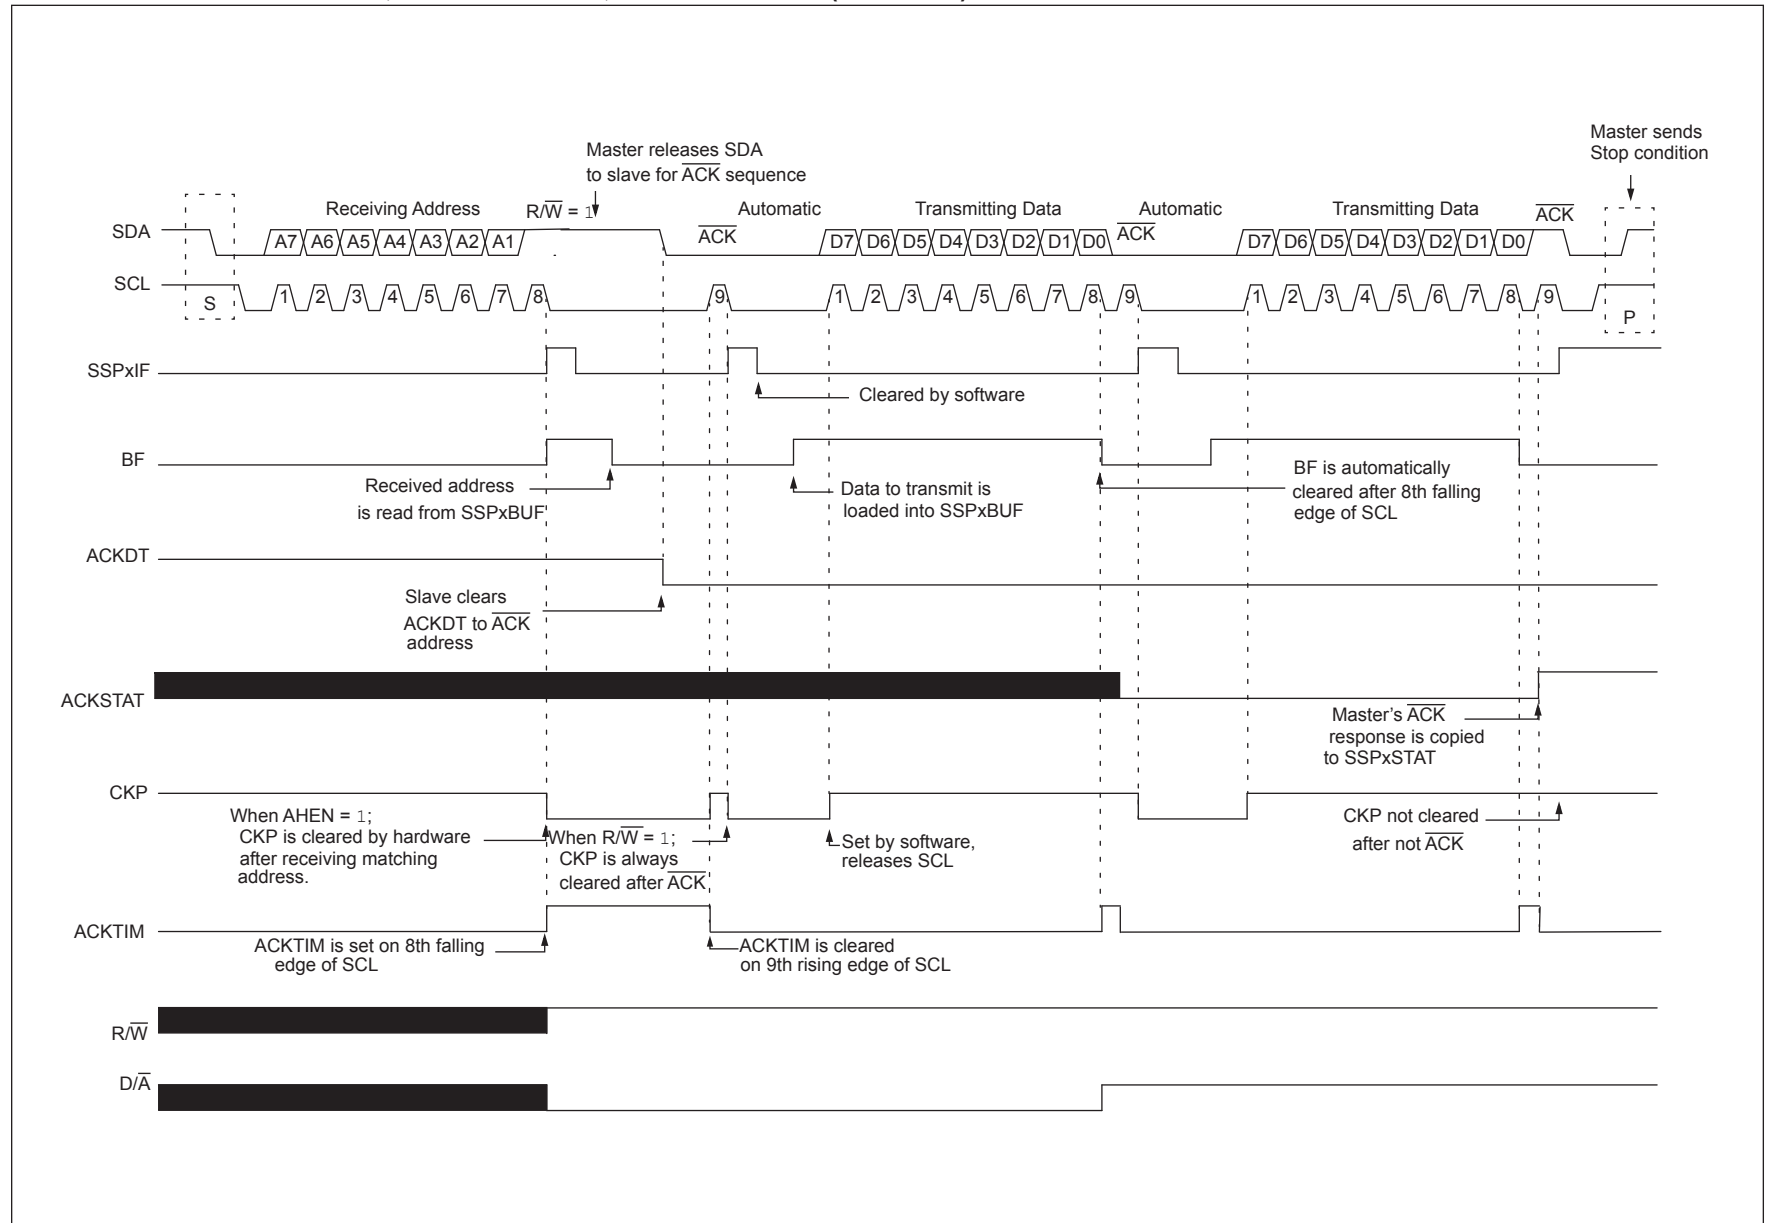 Master sends
Stop condition
Master releases SDA
to slave for ACK sequence
Receiving Address
R/W = 1
Automatic
Transmitting Data
Automatic
Transmitting Data
ACK
SDA
A7 A6 A5 A4 A3 A2 A1
ACK
D7 D6 D5 D4 D3 D2 D1 D0
ACK
D7 D6 D5 D4 D3 D2 D1 D0
SCL
S
1 2 3 4 5 6 7 8 9 1 2 3 4 5 6 7 8 9 1 2 3 4 5 6 7 8 9
P
SSPxIF
Cleared by software
BF
Received address
is read from SSPxBUF
Data to transmit is
loaded into SSPxBUF
BF is automatically
cleared after 8th falling
edge of SCL
ACKDT
Slave clears
ACKDT to ACK
address
ACKSTAT
Master’s ACK
response is copied
to SSPxSTAT
CKP
When AHEN = 1;
CKP is cleared by hardware
after receiving matching
address.
When R/W = 1;
CKP is always
cleared after ACK
Set by software,
releases SCL
CKP not cleared
after not ACK
ACKTIM
ACKTIM is set on 8th falling
edge of SCL
ACKTIM is cleared
on 9th rising edge of SCL
R/W
D/A